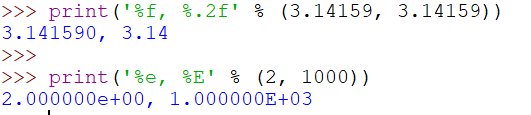 >>> print('%f, %.2f' % (3.14159, 3.14159))
3.141590, 3.14
>>>
>>> print('%e, %E' % (2, 1000))
2.000000e+00, 1.000000E+03